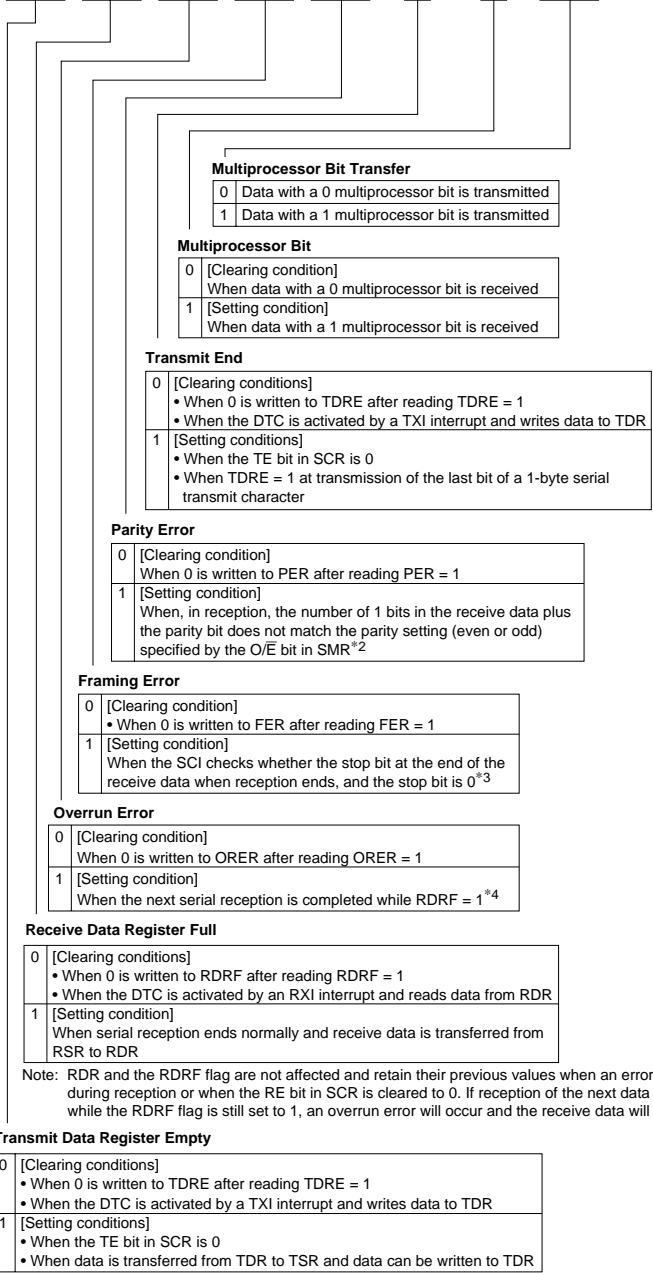 Multiprocessor Bit Transfer
0 Data with a 0 multiprocessor bit is transmitted
1 Data with a 1 multiprocessor bit is transmitted
Multiprocessor Bit
0 [Clearing condition]
When data with a 0 multiprocessor bit is received
1 [Setting condition]
When data with a 1 multiprocessor bit is received
Transmit End
0 [Clearing conditions]
• When 0 is written to TDRE after reading TDRE = 1
• When the DTC is activated by a TXI interrupt and writes data to TDR
1 [Setting conditions]
• When the TE bit in SCR is 0
• When TDRE = 1 at transmission of the last bit of a 1-byte serial
transmit character
Parity Error
0 [Clearing condition]
When 0 is written to PER after reading PER = 1
1 [Setting condition]
When, in reception, the number of 1 bits in the receive data plus
the parity bit does not match the parity setting (even or odd)
specified by the O/E̅ bit in SMR*2
Framing Error
0 [Clearing condition]
• When 0 is written to FER after reading FER = 1
1 [Setting condition]
When the SCI checks whether the stop bit at the end of the
receive data when reception ends, and the stop bit is 0*3
Overrun Error
0 [Clearing condition]
When 0 is written to ORER after reading ORER = 1
1 [Setting condition]
When the next serial reception is completed while RDRF = 1*4
Receive Data Register Full
0 [Clearing conditions]
• When 0 is written to RDRF after reading RDRF = 1
• When the DTC is activated by an RXI interrupt and reads data from RDR
1 [Setting condition]
When serial reception ends normally and receive data is transferred from
RSR to RDR
Note: RDR and the RDRF flag are not affected and retain their previous values when an error
during reception or when the RE bit in SCR is cleared to 0. If reception of the next data
while the RDRF flag is still set to 1, an overrun error will occur and the receive data will
Transmit Data Register Empty
0 [Clearing conditions]
• When 0 is written to TDRE after reading TDRE = 1
• When the DTC is activated by a TXI interrupt and writes data to TDR
1 [Setting conditions]
• When the TE bit in SCR is 0
• When data is transferred from TDR to TSR and data can be written to TDR